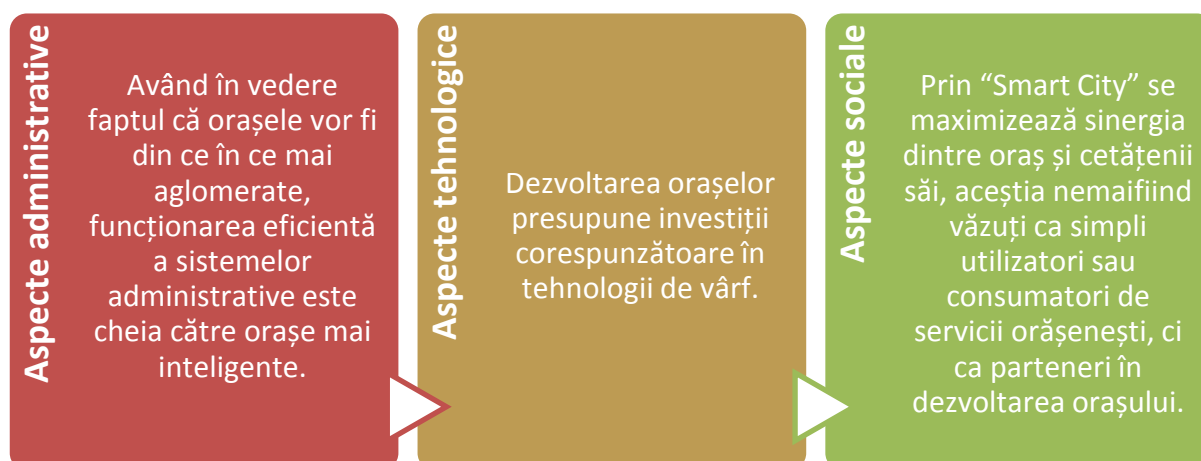 Aspecte administrative
Având în vedere
faptul că orașele vor fi
din ce în ce mai
aglomerate,
funcționarea eficientă
a sistemelor
administrative este
cheia către orașe mai
inteligente.
Aspecte tehnologice
Dezvoltarea orașelor
presupune investiții
corespunzătoare în
tehnologii de vârf.
Aspecte sociale
Prin “Smart City” se
maximizează sinergia
dintre oraș și cetățenii
săi, aceștia nemaifiind
văzuți ca simpli
utilizatori sau
consumatori de
servicii orășenești, ci
ca parteneri în
dezvoltarea orașului.